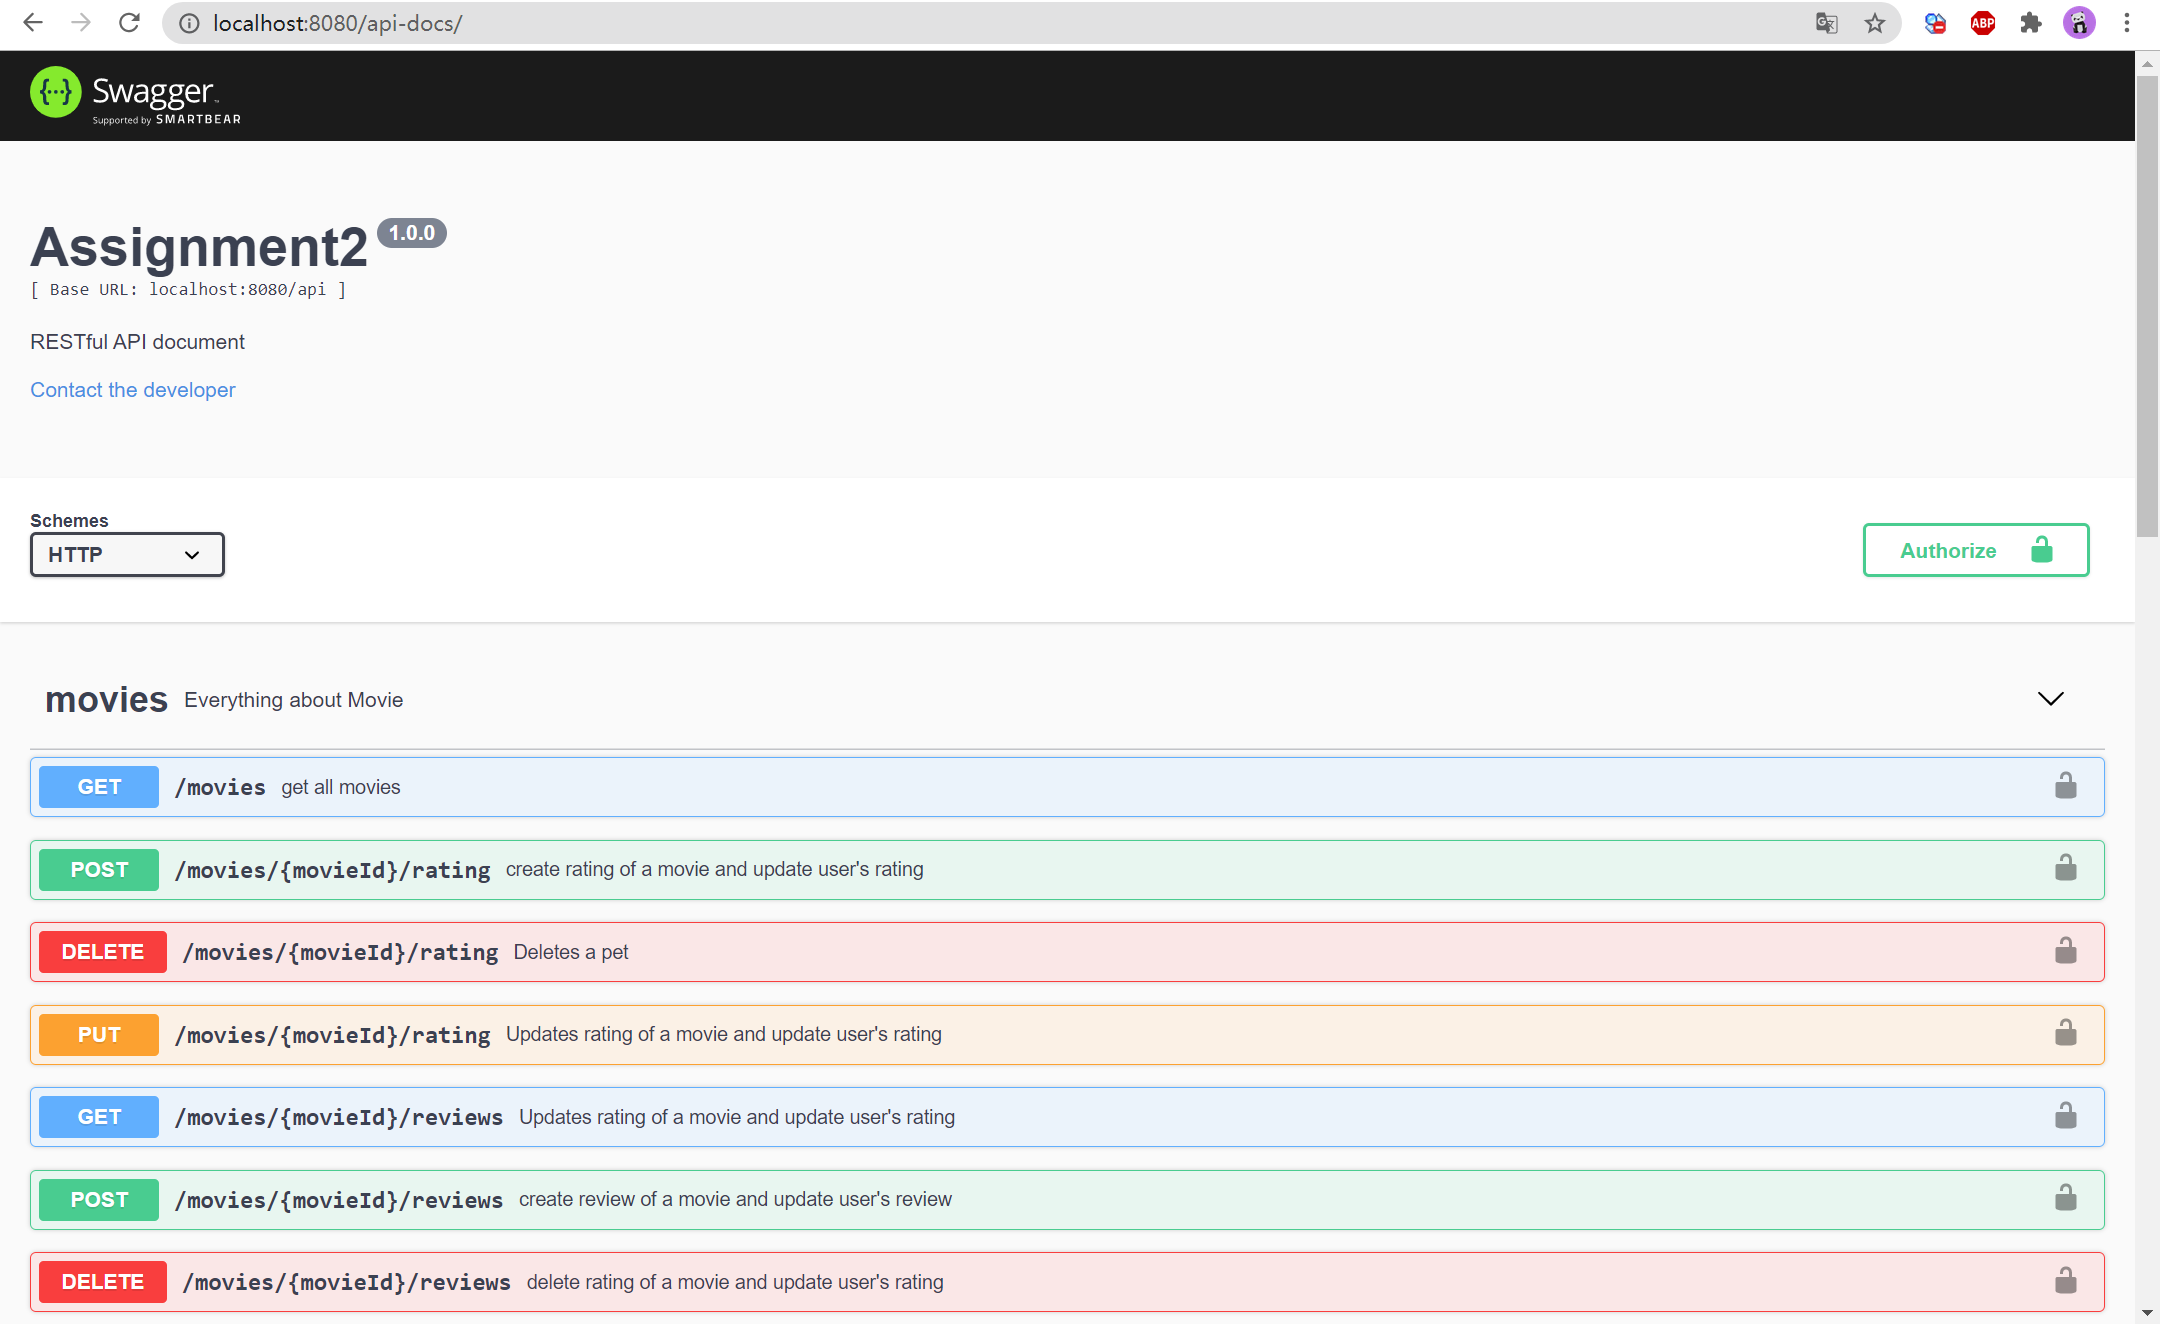 localhost:8080/api-docs/
ABP
{···} Swagger™
Supported by SMARTBEAR
Assignment2 1.0.0
[ Base URL: localhost:8080/api ]
RESTful API document
Contact the developer
Schemes
HTTP
Authorize
movies Everything about Movie
GET /movies get all movies
POST /movies/{movieId}/rating create rating of a movie and update user's rating
DELETE /movies/{movieId}/rating Deletes a pet
PUT /movies/{movieId}/rating Updates rating of a movie and update user's rating
GET /movies/{movieId}/reviews Updates rating of a movie and update user's rating
POST /movies/{movieId}/reviews create review of a movie and update user's review
DELETE /movies/{movieId}/reviews delete rating of a movie and update user's rating